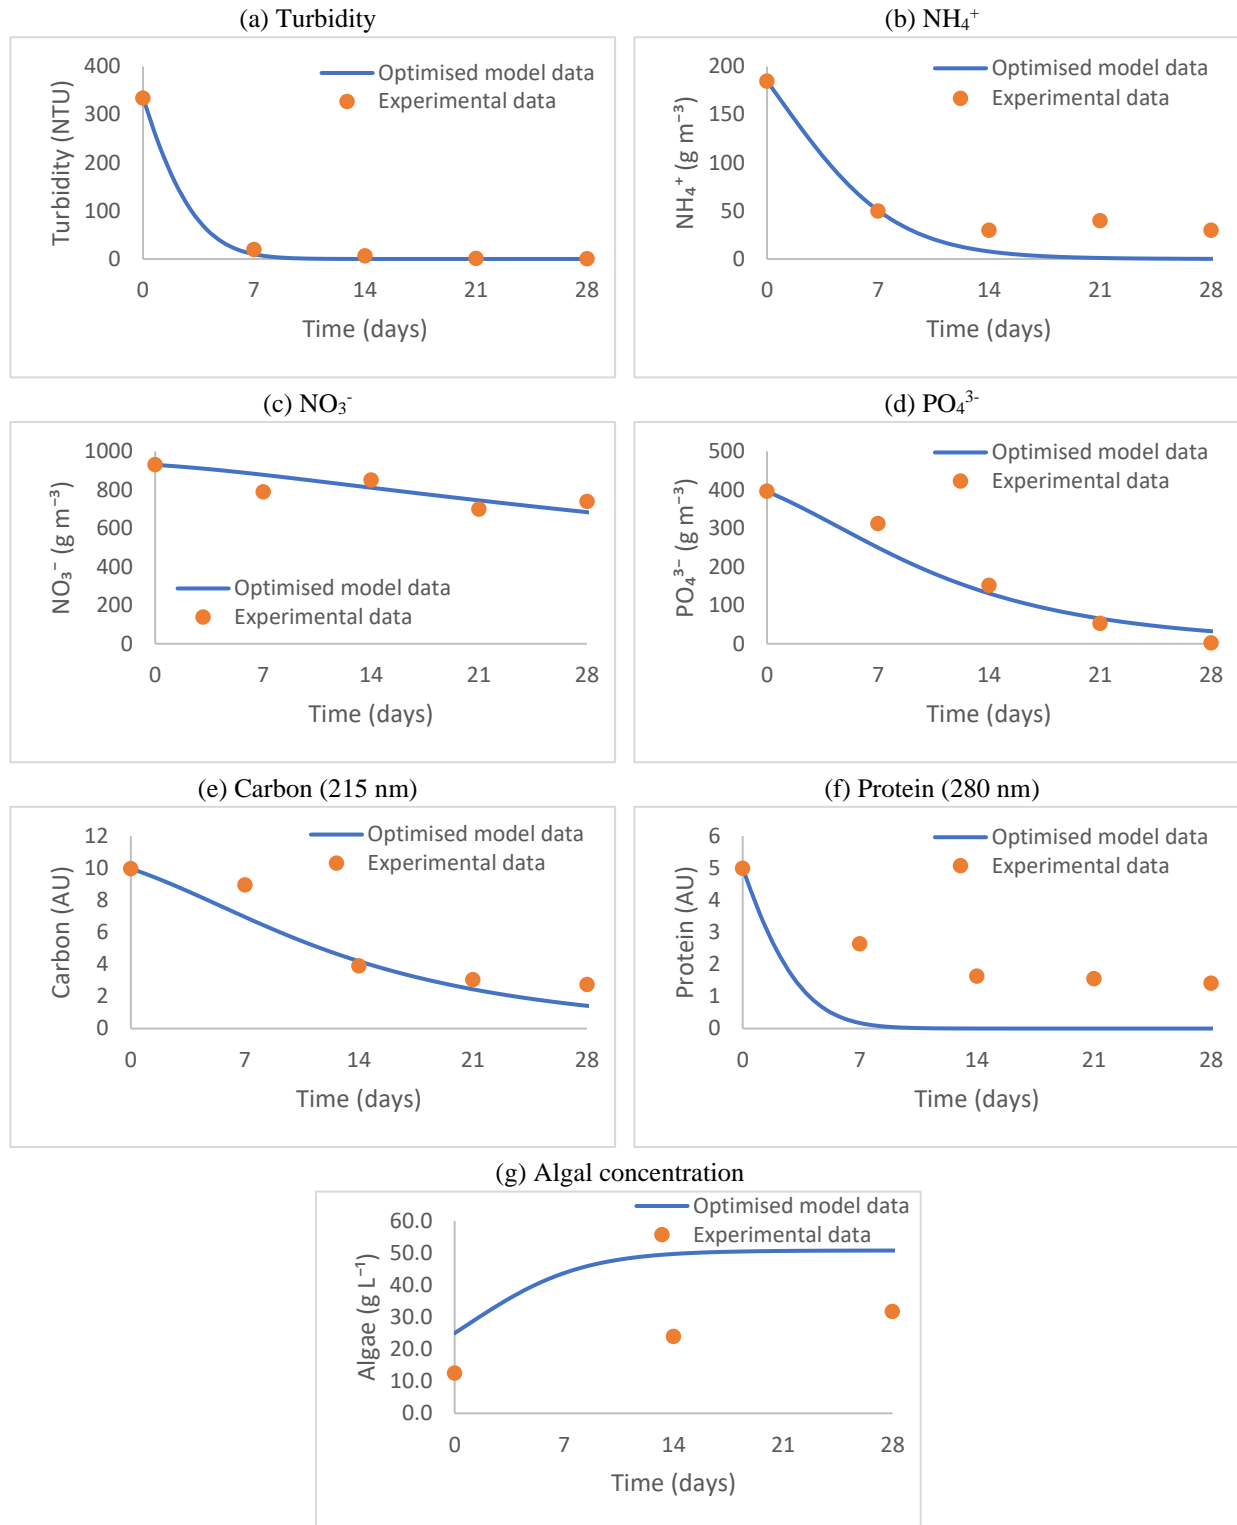 (a) Turbidity
Optimised model data
Experimental data
Turbidity (NTU)
400
300
200
100
0
0 7 14 21 28
Time (days)
(b) NH₄⁺
Optimised model data
Experimental data
NH₄⁺ (g m⁻³)
200
150
100
50
0
0 7 14 21 28
Time (days)
(c) NO₃⁻
NO₃⁻ (g m⁻³)
1000
800
600
400
200
0
Optimised model data
Experimental data
0 7 14 21 28
Time (days)
(d) PO₄³⁻
Optimised model data
Experimental data
PO₄³⁻ (g m⁻³)
500
400
300
200
100
0
0 7 14 21 28
Time (days)
(e) Carbon (215 nm)
Optimised model data
Experimental data
Carbon (AU)
12
10
8
6
4
2
0
0 7 14 21 28
Time (days)
(f) Protein (280 nm)
Optimised model data
Experimental data
Protein (AU)
6
5
4
3
2
1
0
0 7 14 21 28
Time (days)
(g) Algal concentration
Optimised model data
Experimental data
Algae (g L⁻¹)
60.0
50.0
40.0
30.0
20.0
10.0
0.0
0 7 14 21 28
Time (days)